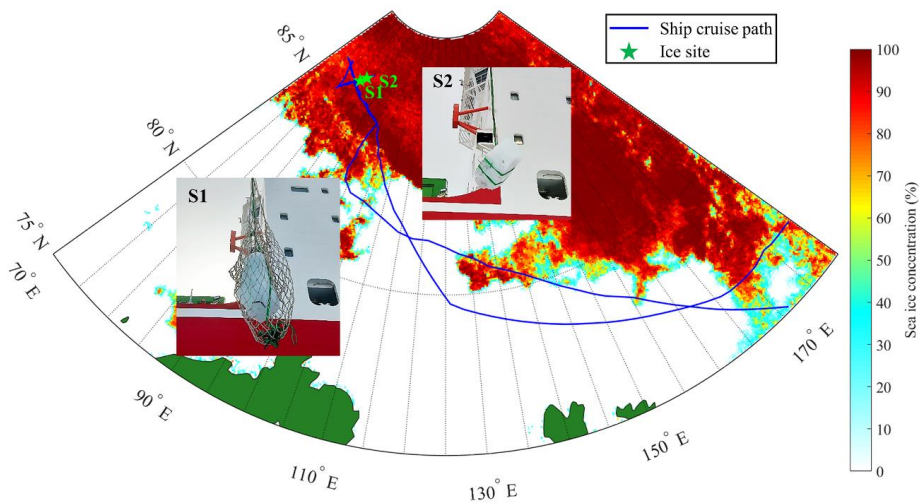 Ship cruise path
Ice site
85° N
80° N
75° N
70° N
90° E
110° E
130° E
150° E
170° E
S2
S1
S1
S2
100
90
80
70
60
50
40
30
20
10
0
Sea ice concentration (%)